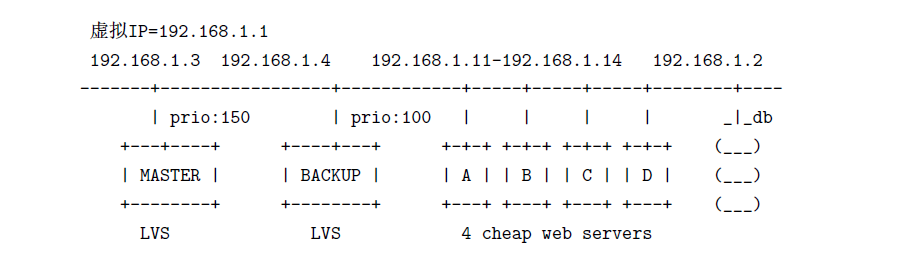 虚拟IP=192.168.1.1
192.168.1.3  192.168.1.4    192.168.1.11-192.168.1.14   192.168.1.2
-------+-----------------+------------+-----+-----+-----+--------+----
       | prio:150        | prio:100   |     |     |     |       _|_db
    +---+----+      +----+---+      +-+-+ +-+-+ +-+-+ +-+-+    (___)
    | MASTER |      | BACKUP |      | A | | B | | C | | D |    (___)
    +--------+      +--------+      +---+ +---+ +---+ +---+    (___)
      LVS              LVS            4 cheap web servers